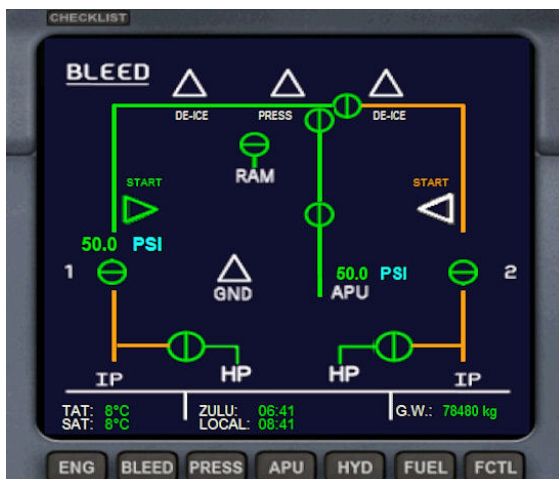 CHECKLIST
BLEED
DE-ICE PRESS DE-ICE
RAM
START START
50.0 PSI
1 GND 50.0 PSI 2
APU
IP HP HP IP
TAT: 8°C ZULU: 06:41 G.W.: 78480 kg
SAT: 8°C LOCAL: 08:41
ENG BLEED PRESS APU HYD FUEL FCTL